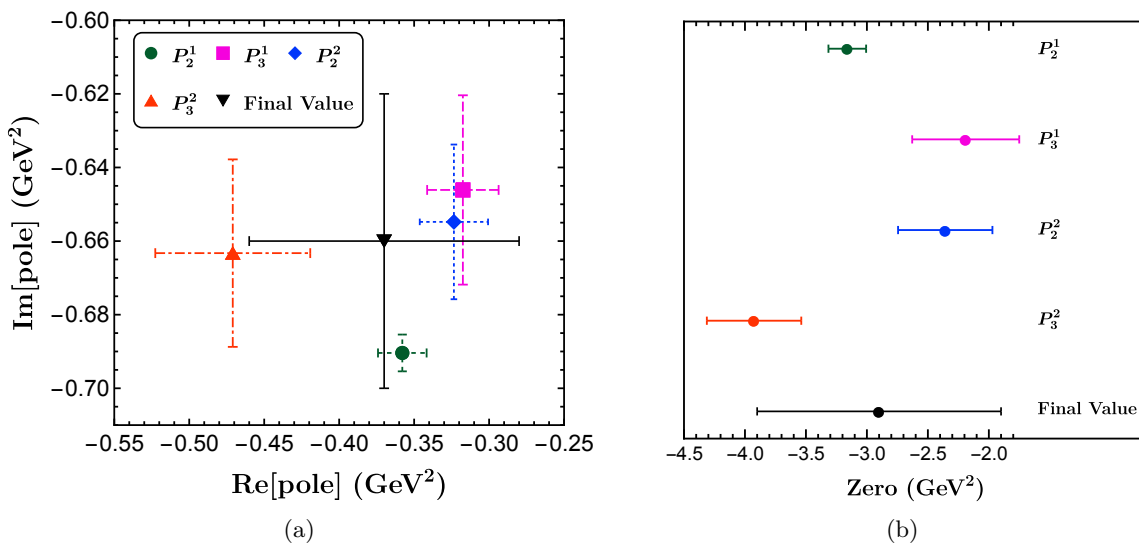 −0.60
−0.62
−0.64
−0.66
−0.68
−0.70
Im[pole] (GeV²)
P₂¹ P₃¹ P₂²
P₃² Final Value
−0.55 −0.50 −0.45 −0.40 −0.35 −0.30 −0.25
Re[pole] (GeV²)
(a)
P₂¹
P₃¹
P₂²
P₃²
Final Value
−4.5 −4.0 −3.5 −3.0 −2.5 −2.0
Zero (GeV²)
(b)